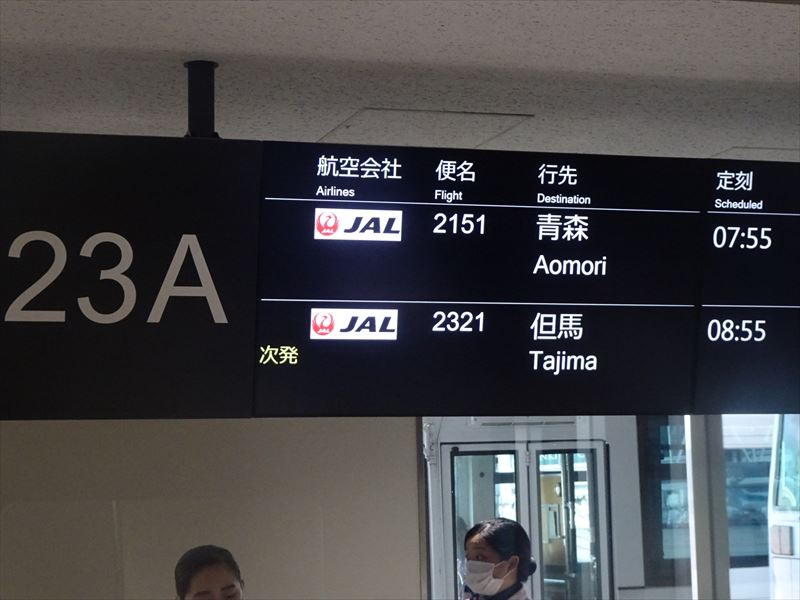 23A
航空会社 便名 行先 定刻
Airlines Flight Destination Scheduled
JAL 2151 青森 07:55
Aomori
JAL 2321 但馬 08:55
次発 Tajima